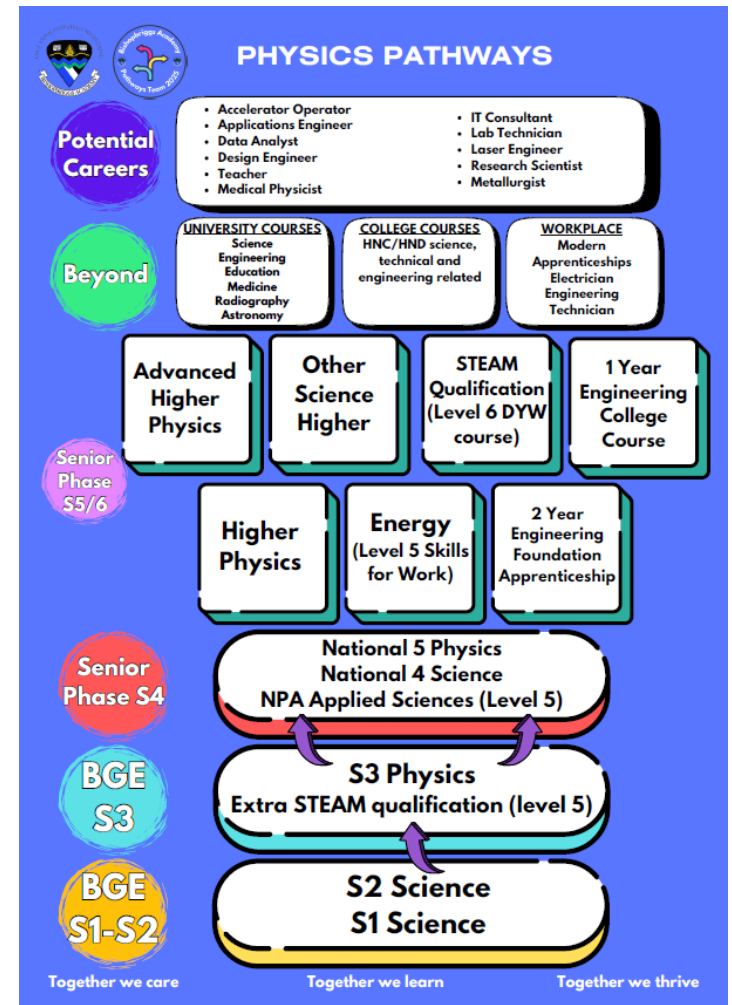 Bishopbriggs Academy
Pathways Team 2025
PHYSICS PATHWAYS
Potential
Careers
• Accelerator Operator
• Applications Engineer
• Data Analyst
• Design Engineer
• Teacher
• Medical Physicist
• IT Consultant
• Lab Technician
• Laser Engineer
• Research Scientist
• Metallurgist
Beyond
UNIVERSITY COURSES
Science
Engineering
Education
Medicine
Radiography
Astronomy
COLLEGE COURSES
HNC/HND science,
technical and
engineering related
WORKPLACE
Modern
Apprenticeships
Electrician
Engineering
Technician
Senior
Phase
S5/6
Advanced
Higher
Physics
Other
Science
Higher
STEAM
Qualification
(Level 6 DYW
course)
1 Year
Engineering
College
Course
Higher
Physics
Energy
(Level 5 Skills
for Work)
2 Year
Engineering
Foundation
Apprenticeship
Senior
Phase S4
National 5 Physics
National 4 Science
NPA Applied Sciences (Level 5)
BGE
S3
S3 Physics
Extra STEAM qualification (level 5)
BGE
S1-S2
S2 Science
S1 Science
Together we care
Together we learn
Together we thrive